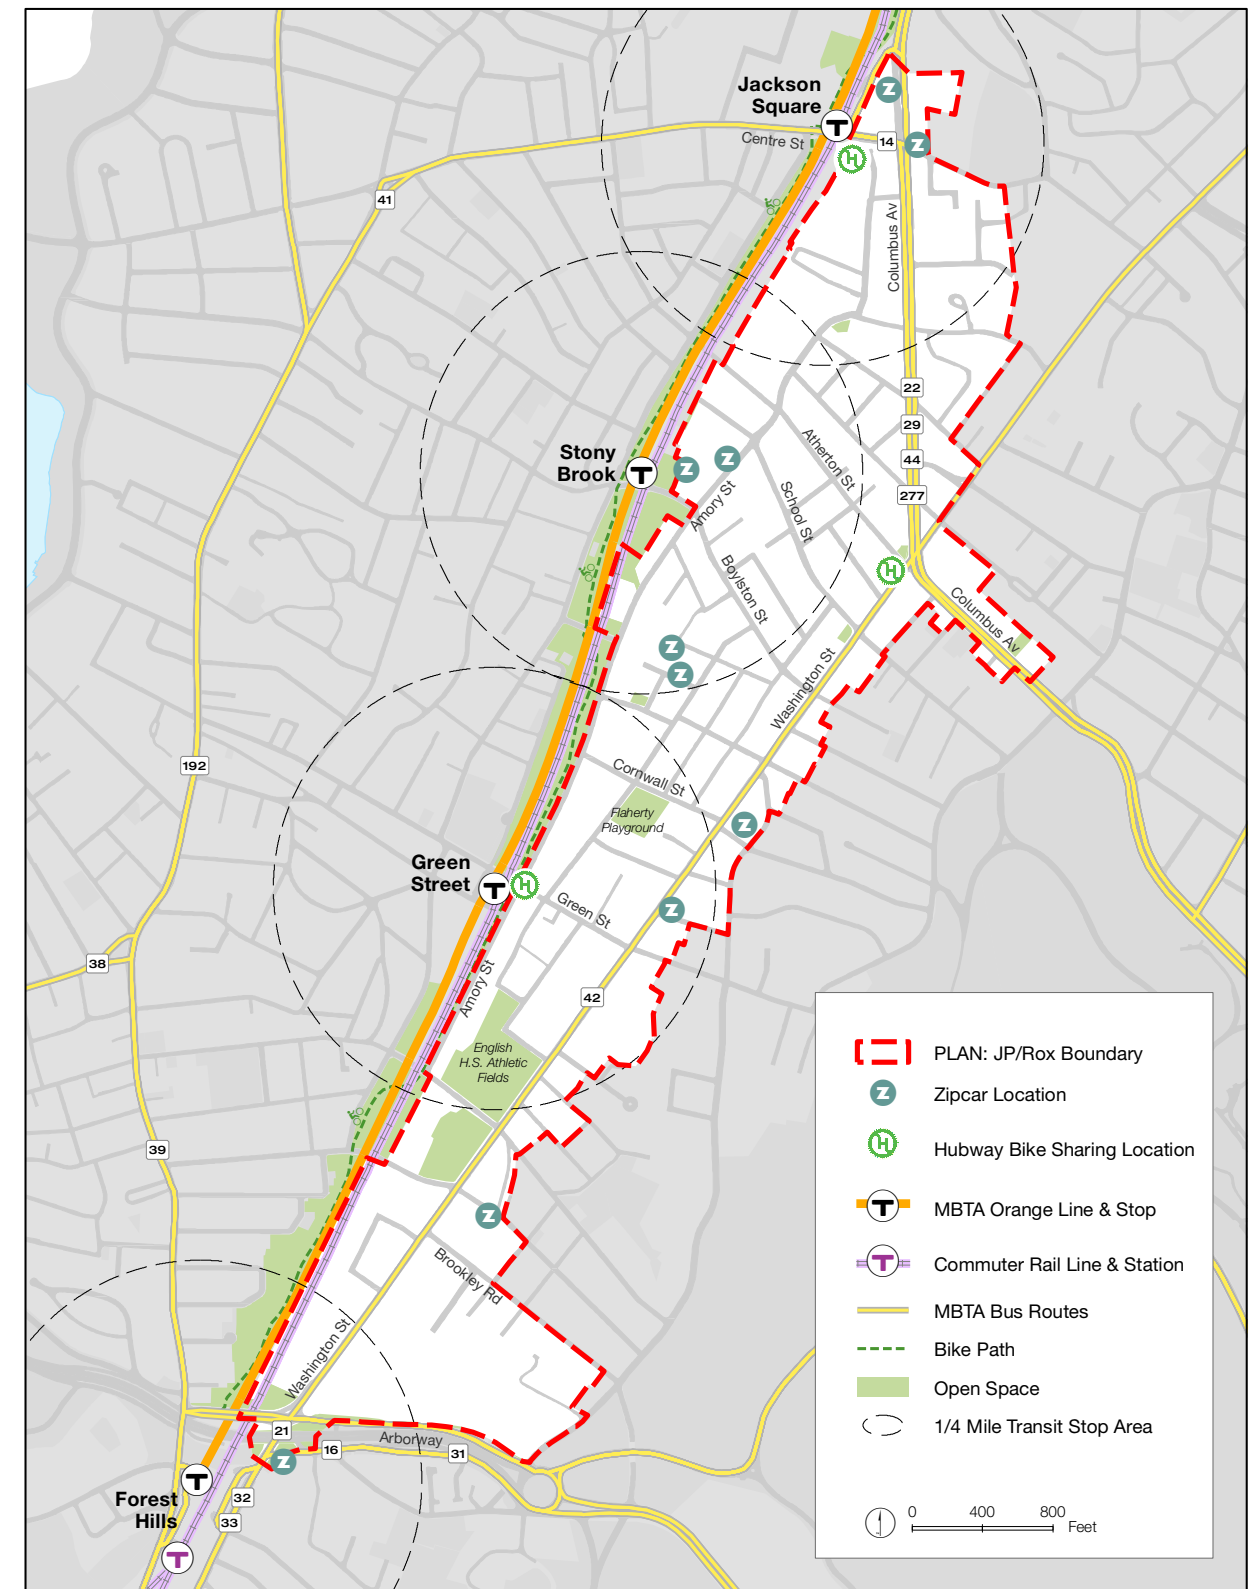 Jackson
Square
Z
T
Centre St
14
Z
H
41
Columbus Av
22
29
44
277
Stony
Brook
T
Z
Z
Amory St
Atherton St
School St
Boylston St
H
Columbus Av
Z
Z
Washington St
192
Cornwall St
Flaherty
Playground
Z
Green
Street
T
H
Green St
Z
38
Amory St
42
English
H.S. Athletic
Fields
39
Z
Brookley Rd
Washington St
21
16
Arborway
31
Z
T
Forest
Hills
32
33
T
PLAN: JP/Rox Boundary
Z
Zipcar Location
H
Hubway Bike Sharing Location
T
MBTA Orange Line & Stop
T
Commuter Rail Line & Station
MBTA Bus Routes
Bike Path
Open Space
1/4 Mile Transit Stop Area
0 400 800
Feet